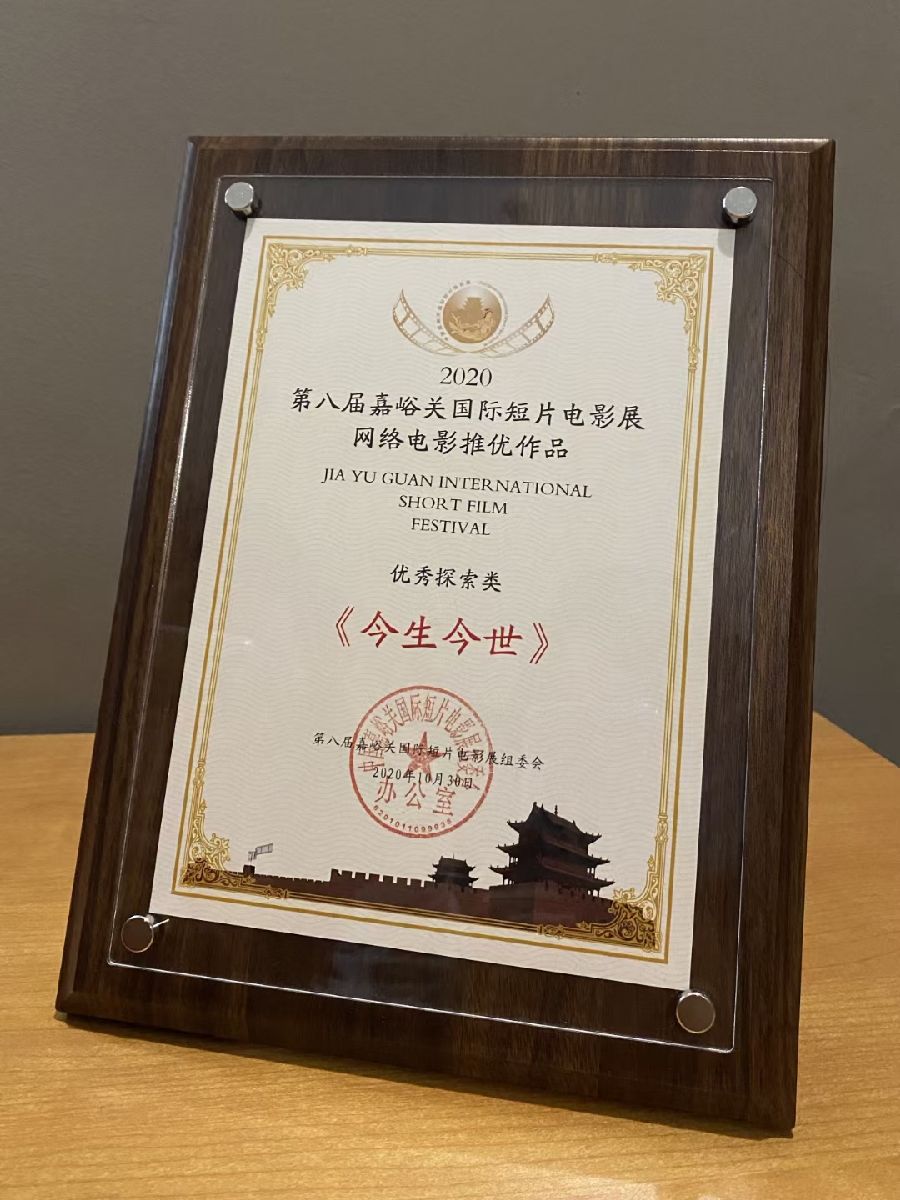 2020
第八届嘉峪关国际短片电影展
网络电影推优作品
JIA YU GUAN INTERNATIONAL
SHORT FILM
FESTIVAL
优秀探索类
《今生今世》
第八届嘉峪关国际短片电影展组委会
2020年10月30日
办公室